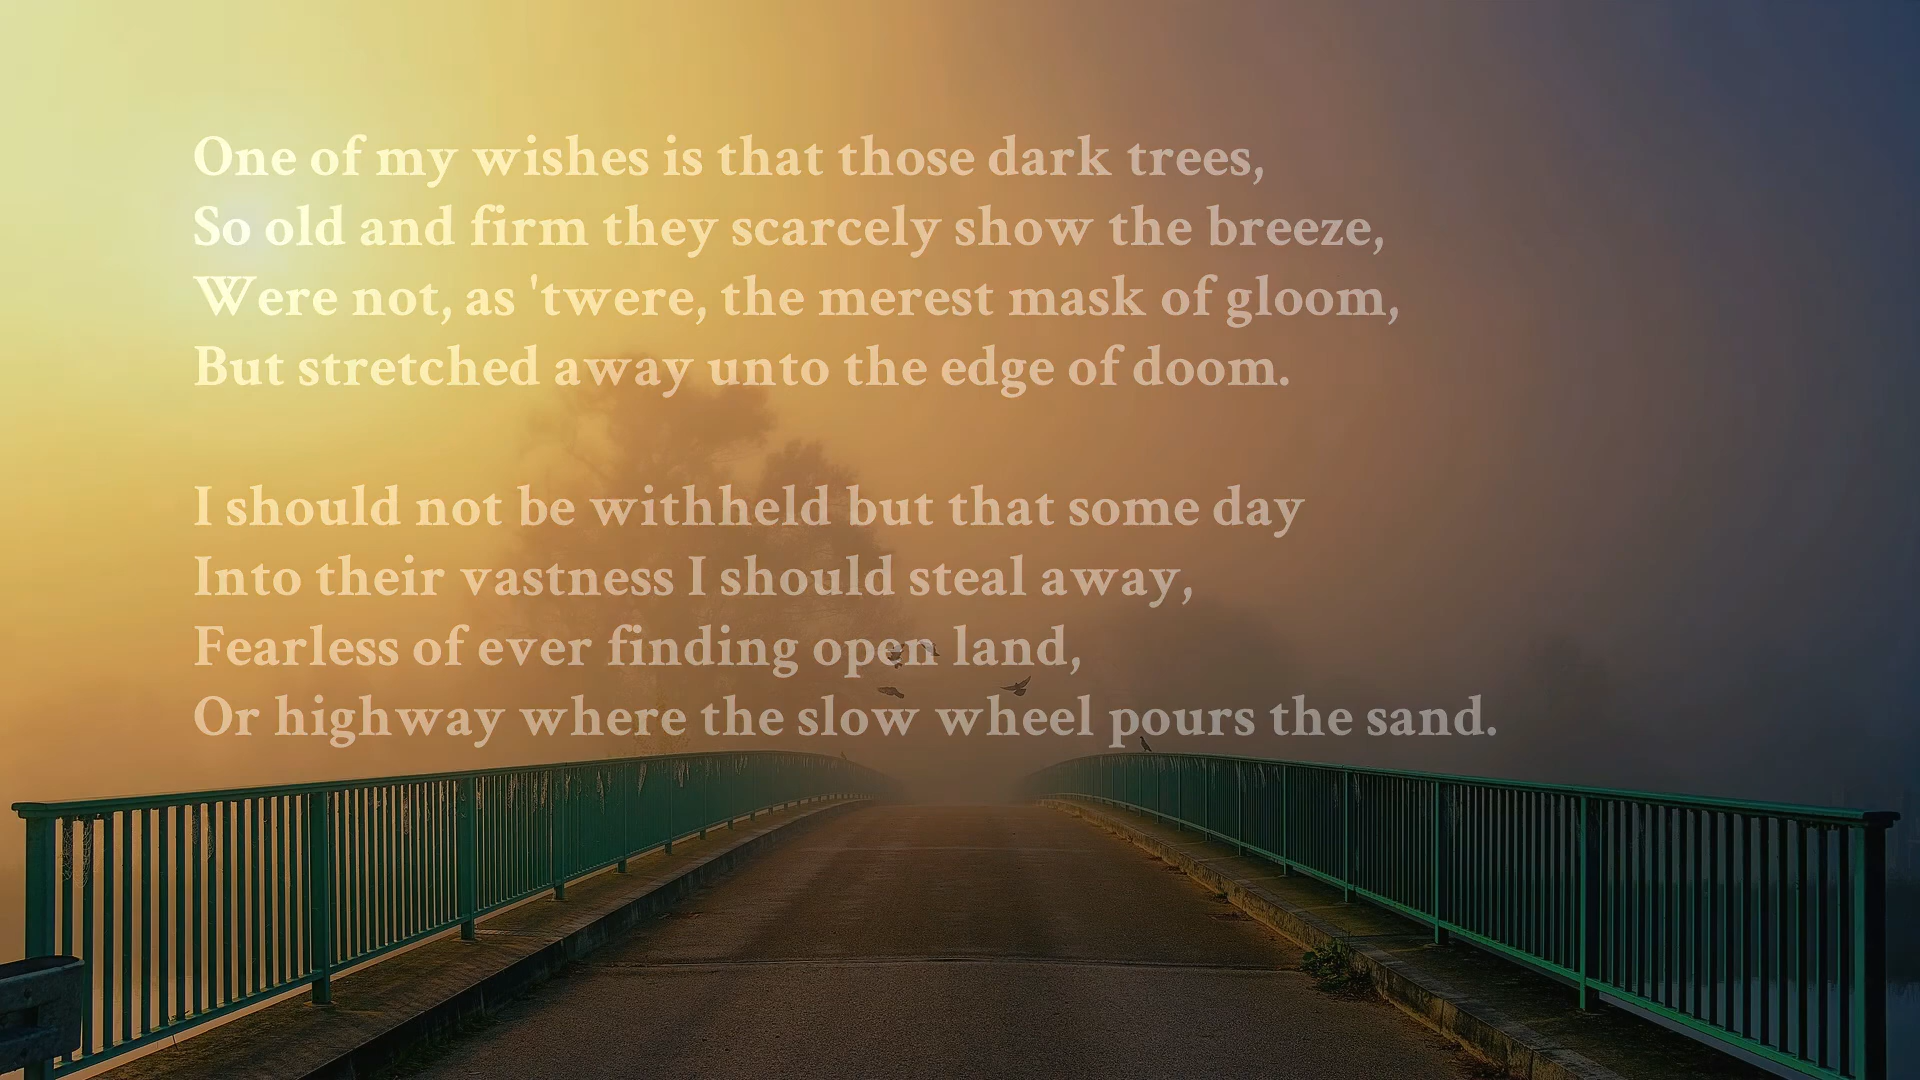 One of my wishes is that those dark trees,
So old and firm they scarcely show the breeze,
Were not, as 'twere, the merest mask of gloom,
But stretched away unto the edge of doom.
I should not be withheld but that some day
Into their vastness I should steal away,
Fearless of ever finding open land,
Or highway where the slow wheel pours the sand.